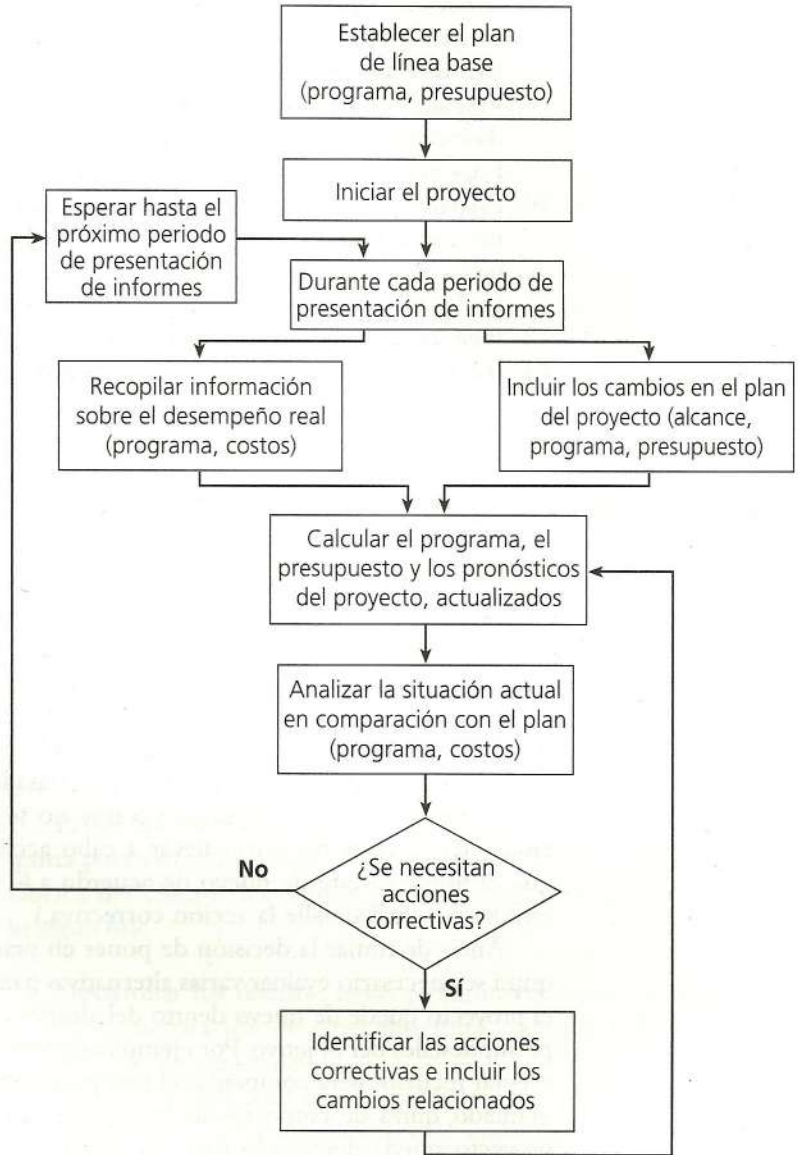 Establecer el plan
de línea base
(programa, presupuesto)
Iniciar el proyecto
Esperar hasta el
próximo periodo
de presentación
de informes
Durante cada periodo de
presentación de informes
Recopilar información
sobre el desempeño real
(programa, costos)
Incluir los cambios en el plan
del proyecto (alcance,
programa, presupuesto)
Calcular el programa, el
presupuesto y los pronósticos
del proyecto, actualizados
Analizar la situación actual
en comparación con el plan
(programa, costos)
No
¿Se necesitan
acciones
correctivas?
Sí
Identificar las acciones
correctivas e incluir los
cambios relacionados